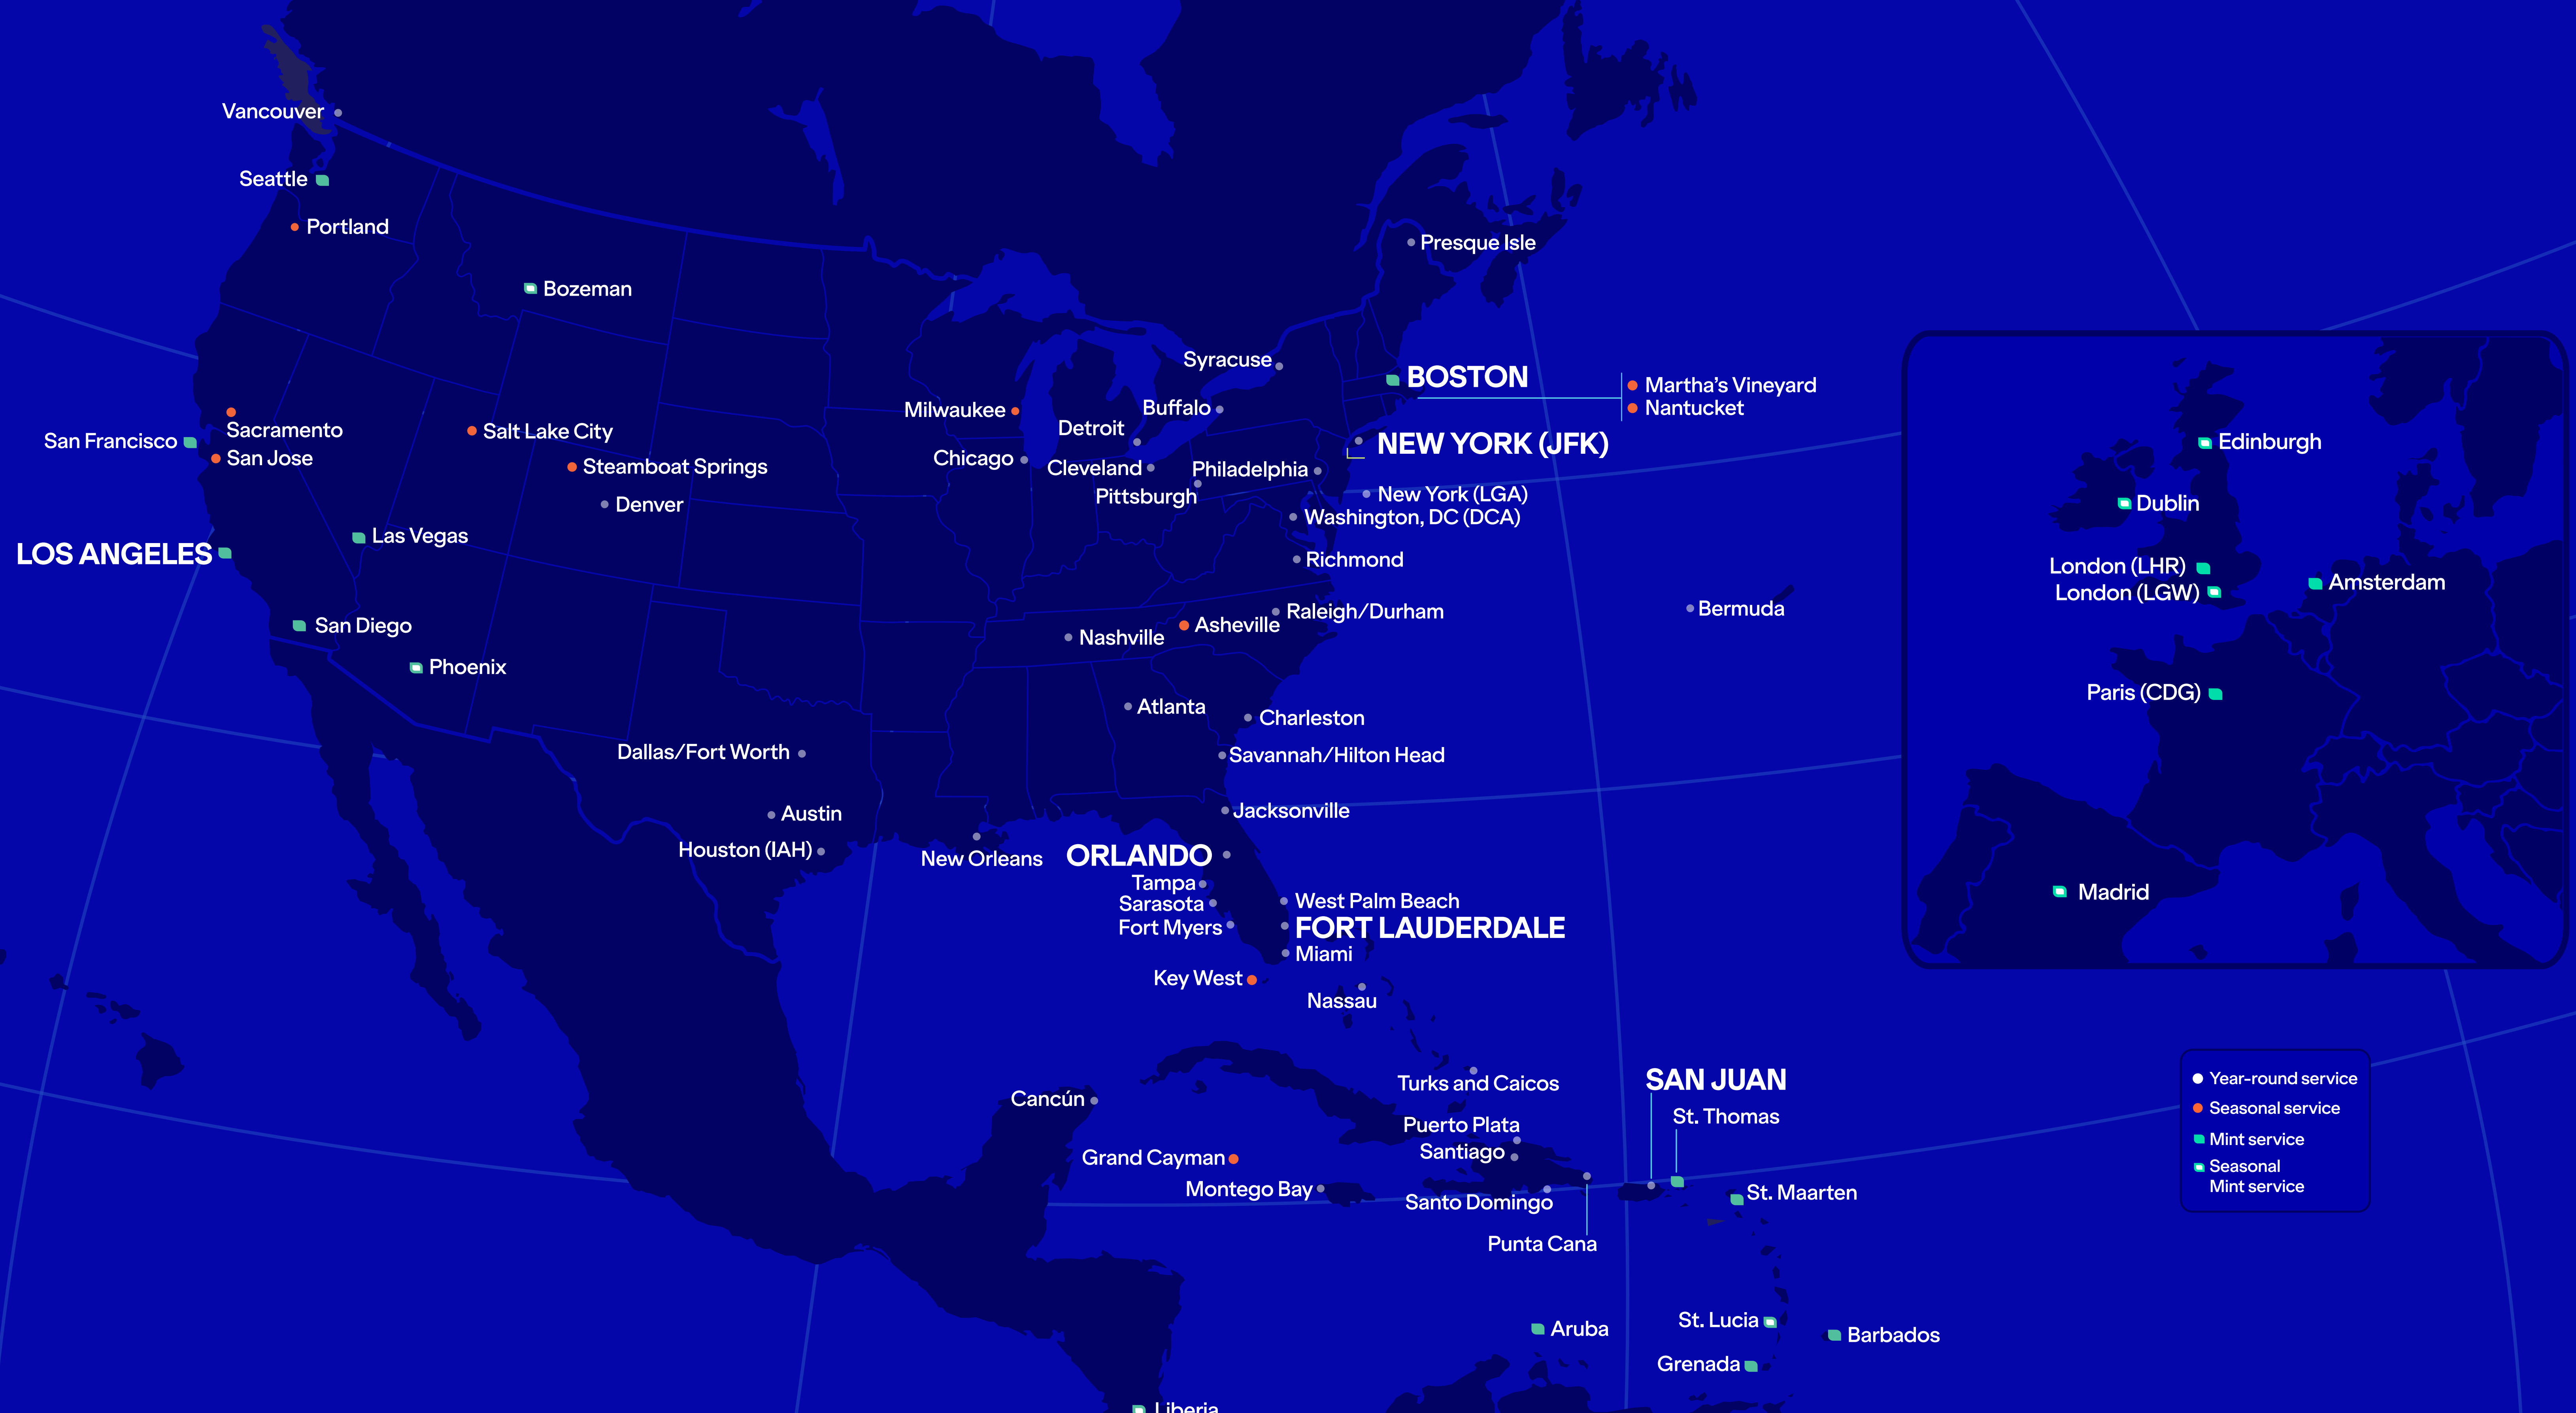 Vancouver
Seattle
Portland
Bozeman
Presque Isle
Syracuse
BOSTON
Martha's Vineyard
Nantucket
Milwaukee
Buffalo
Detroit
Sacramento
San Francisco
San Jose
Salt Lake City
Steamboat Springs
Denver
Chicago
Cleveland
Philadelphia
Pittsburgh
NEW YORK (JFK)
New York (LGA)
Washington, DC (DCA)
Las Vegas
LOS ANGELES
Richmond
San Diego
Phoenix
Nashville
Asheville
Raleigh/Durham
Bermuda
Atlanta
Charleston
Dallas/Fort Worth
Savannah/Hilton Head
Austin
Jacksonville
Houston (IAH)
New Orleans
ORLANDO
Tampa
Sarasota
Fort Myers
West Palm Beach
FORT LAUDERDALE
Miami
Key West
Nassau
Cancún
Turks and Caicos
SAN JUAN
St. Thomas
Puerto Plata
Santiago
Grand Cayman
Montego Bay
Santo Domingo
St. Maarten
Punta Cana
Aruba
St. Lucia
Barbados
Grenada
Liberia
Edinburgh
Dublin
London (LHR)
London (LGW)
Amsterdam
Paris (CDG)
Madrid
Year-round service
Seasonal service
Mint service
Seasonal
Mint service